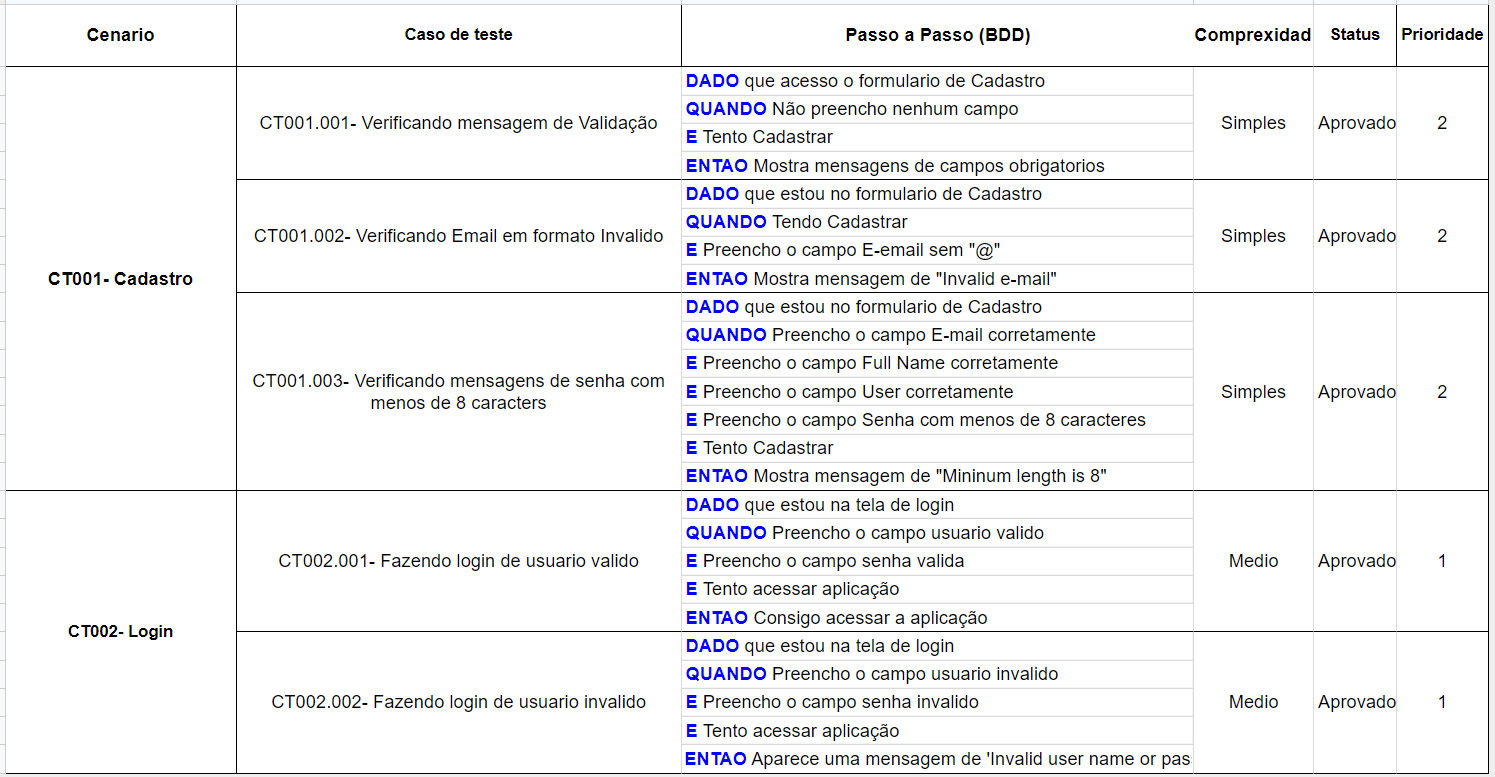 Cenario
Caso de teste
Passo a Passo (BDD)
Comprexidad
Status
Prioridade
CT001- Cadastro
CT001.001- Verificando mensagem de Validação
DADO que acesso o formulario de Cadastro
QUANDO Não preencho nenhum campo
E Tento Cadastrar
ENTAO Mostra mensagens de campos obrigatorios
Simples
Aprovado
2
CT001.002- Verificando Email em formato Invalido
DADO que estou no formulario de Cadastro
QUANDO Tendo Cadastrar
E Preencho o campo E-email sem "@"
ENTAO Mostra mensagem de "Invalid e-mail"
Simples
Aprovado
2
CT001.003- Verificando mensagens de senha com
menos de 8 caracters
DADO que estou no formulario de Cadastro
QUANDO Preencho o campo E-mail corretamente
E Preencho o campo Full Name corretamente
E Preencho o campo User corretamente
E Preencho o campo Senha com menos de 8 caracteres
E Tento Cadastrar
ENTAO Mostra mensagem de "Mininum length is 8"
Simples
Aprovado
2
CT002- Login
CT002.001- Fazendo login de usuario valido
DADO que estou na tela de login
QUANDO Preencho o campo usuario valido
E Preencho o campo senha valida
E Tento acessar aplicação
ENTAO Consigo acessar a aplicação
Medio
Aprovado
1
CT002.002- Fazendo login de usuario invalido
DADO que estou na tela de login
QUANDO Preencho o campo usuario invalido
E Preencho o campo senha invalido
E Tento acessar aplicação
ENTAO Aparece uma mensagem de 'Invalid user name or pas
Medio
Aprovado
1